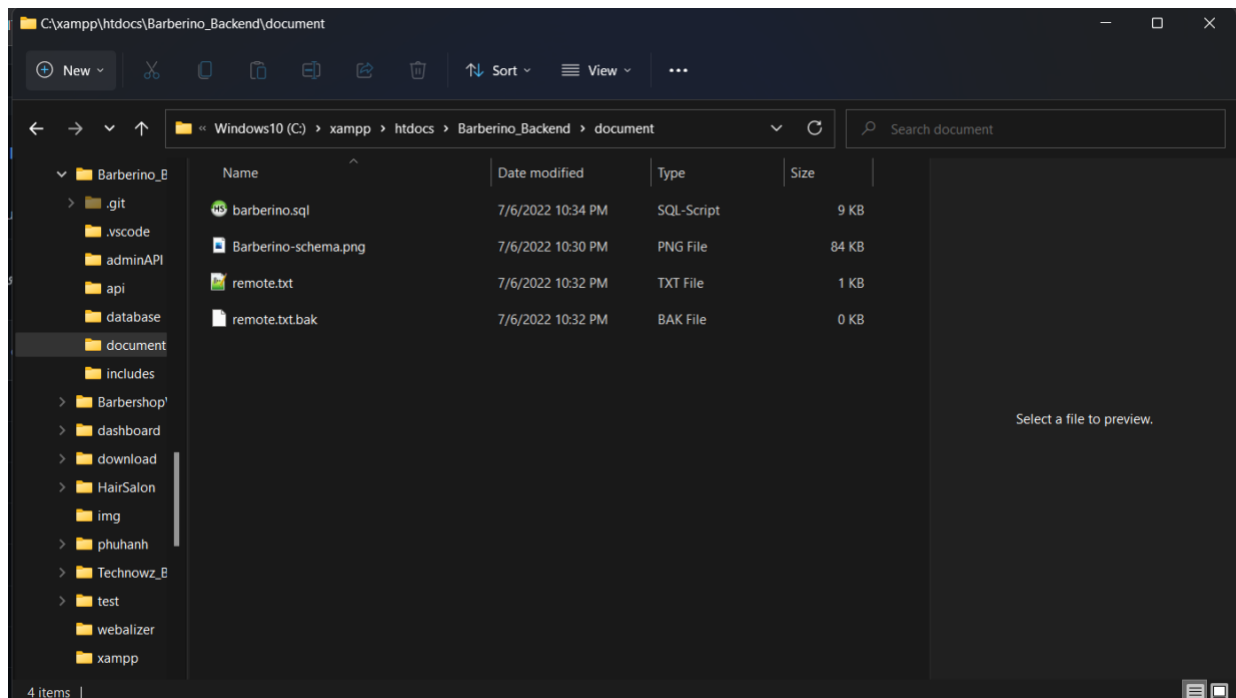 C:\xampp\htdocs\Barberino_Backend\document
New
Sort
View
« Windows10 (C:) > xampp > htdocs > Barberino_Backend > document
Search document
Name Date modified Type Size
barberino.sql 7/6/2022 10:34 PM SQL-Script 9 KB
Barberino-schema.png 7/6/2022 10:30 PM PNG File 84 KB
remote.txt 7/6/2022 10:32 PM TXT File 1 KB
remote.txt.bak 7/6/2022 10:32 PM BAK File 0 KB
Barberino_B
.git
.vscode
adminAPI
api
database
document
includes
Barbershop
dashboard
download
HairSalon
img
phuhanh
Technowz_B
test
webalizer
xampp
Select a file to preview.
4 items